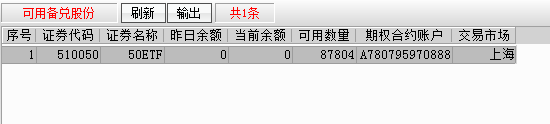 可用备兑股份 刷新 输出 共1条
序号 证券代码 证券名称 昨日余额 当前余额 可用数量 期权合约账户 交易市场
1 510050 50ETF 0 0 87804 A780795970888 上海